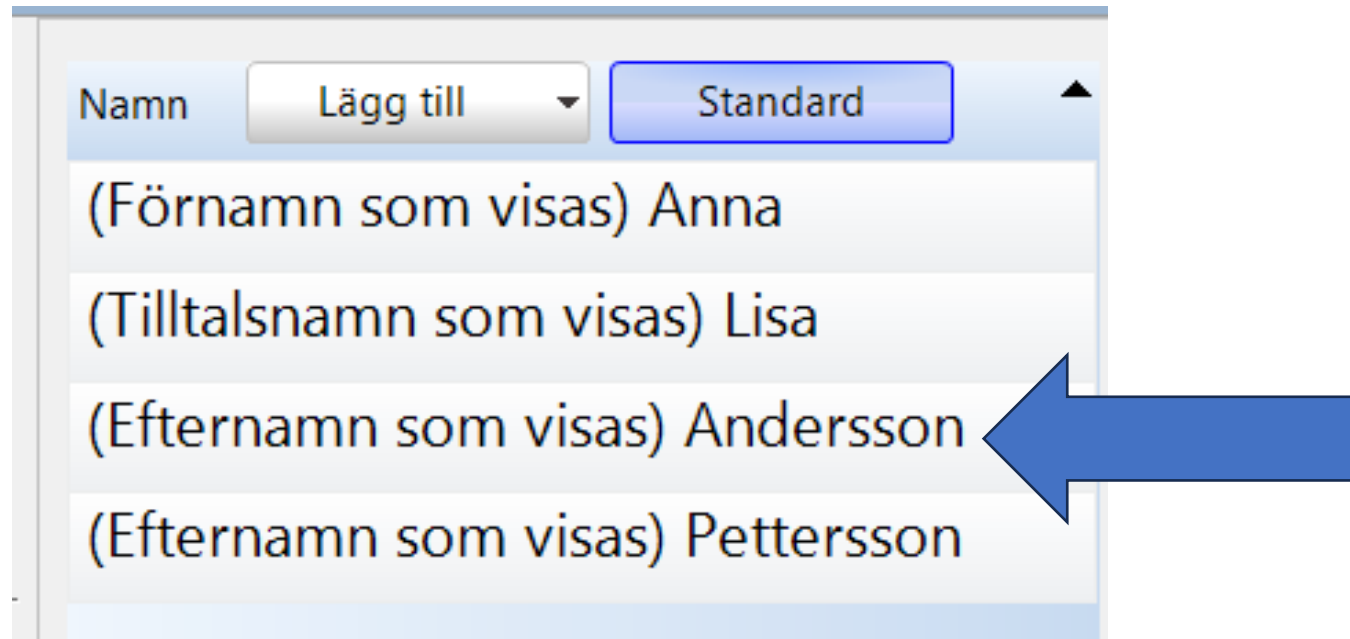 Namn Lägg till Standard
(Förnamn som visas) Anna
(Tilltalsnamn som visas) Lisa
(Efternamn som visas) Andersson
(Efternamn som visas) Pettersson